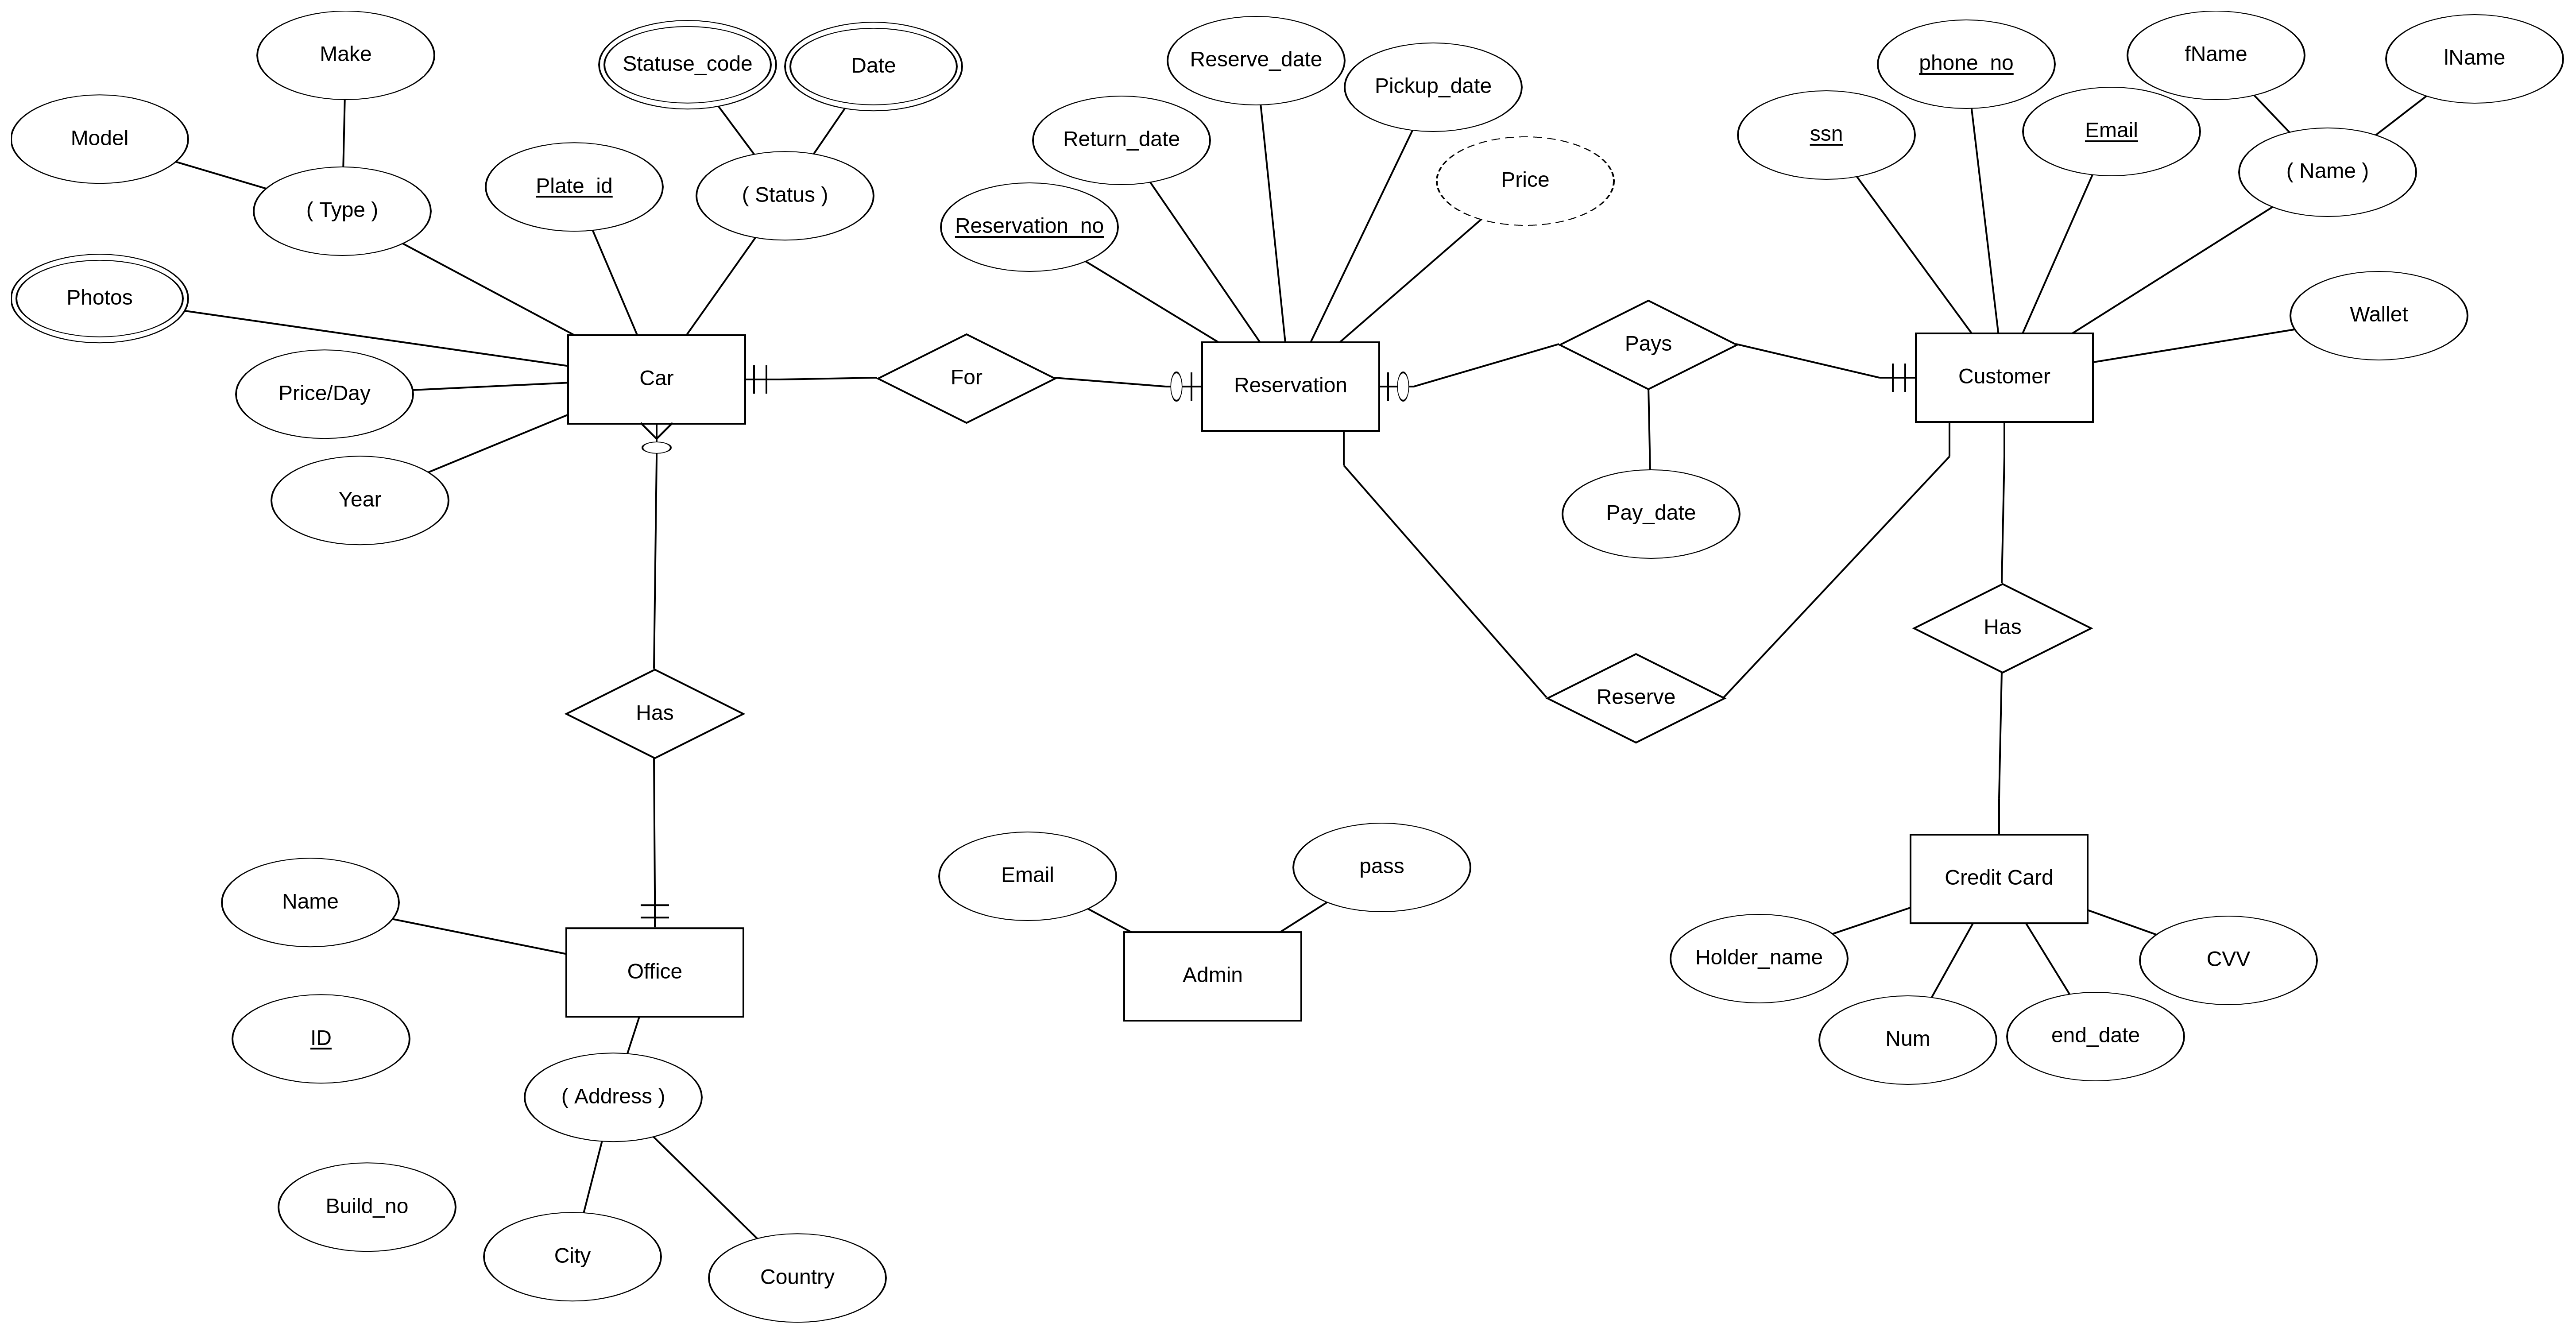 Make
Statuse_code
Date
Reserve_date
Pickup_date
phone_no
fName
lName
Model
Return_date
ssn
Email
Plate_id
( Status )
Price
( Name )
( Type )
Reservation_no
Photos
Wallet
Pays
Car
For
Reservation
Customer
Price/Day
Year
Pay_date
Has
Reserve
Has
Name
Email
pass
Credit Card
Office
Admin
Holder_name
CVV
ID
Num
end_date
( Address )
Build_no
City
Country